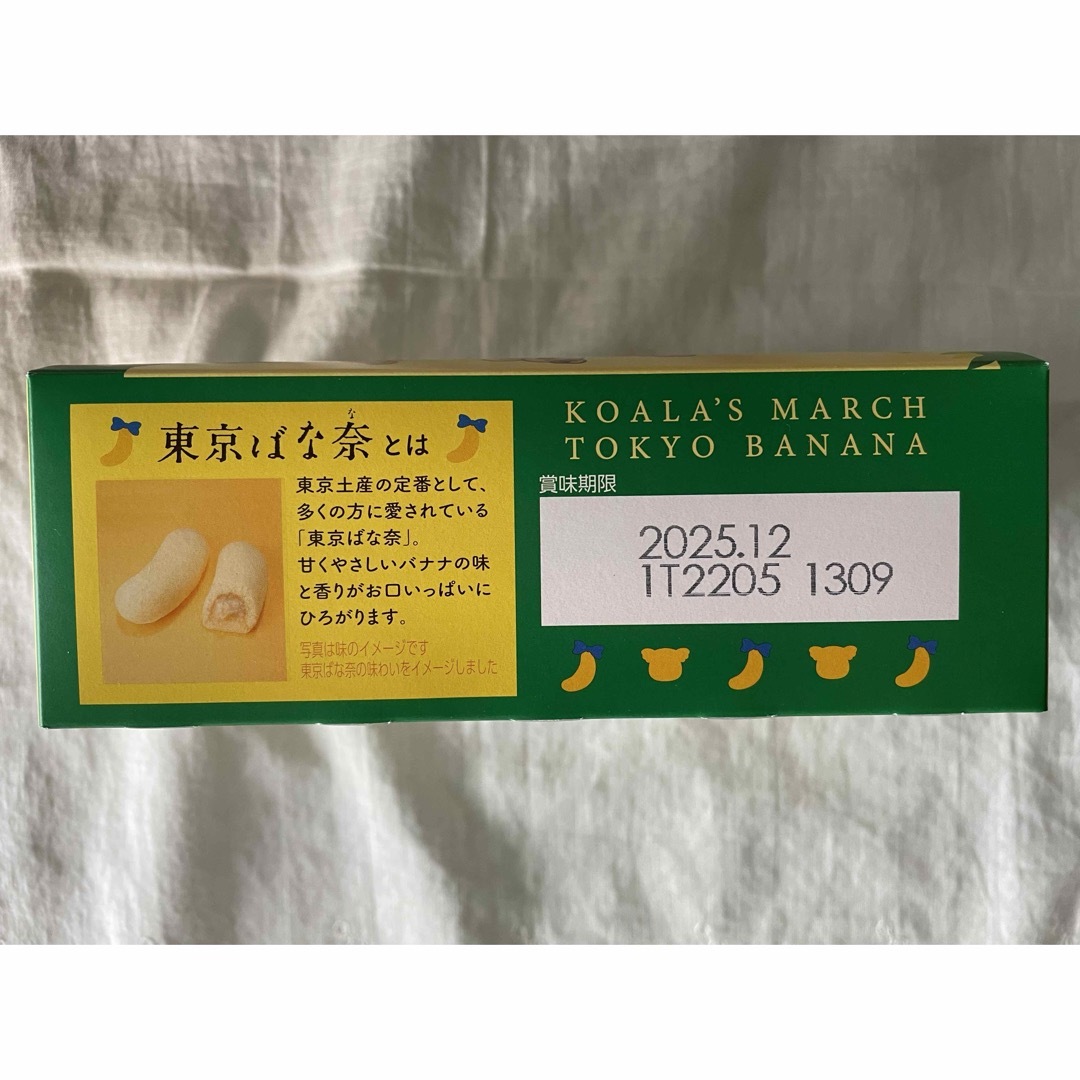 東京ばな奈とは
な
東京土産の定番として、
多くの方に愛されている
「東京ばな奈」。
甘くやさしいバナナの味
と香りがお口いっぱいに
ひろがります。
写真は味のイメージです
東京ばな奈の味わいをイメージしました
KOALA'S MARCH
TOKYO BANANA
賞味期限
2025.12
1T2205 1309